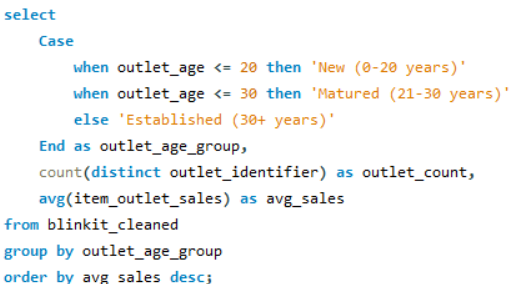 select
    Case
        when outlet_age <= 20 then 'New (0-20 years)'
        when outlet_age <= 30 then 'Matured (21-30 years)'
        else 'Established (30+ years)'
    End as outlet_age_group,
    count(distinct outlet_identifier) as outlet_count,
    avg(item_outlet_sales) as avg_sales
from blinkit_cleaned
group by outlet_age_group
order by avg_sales desc;